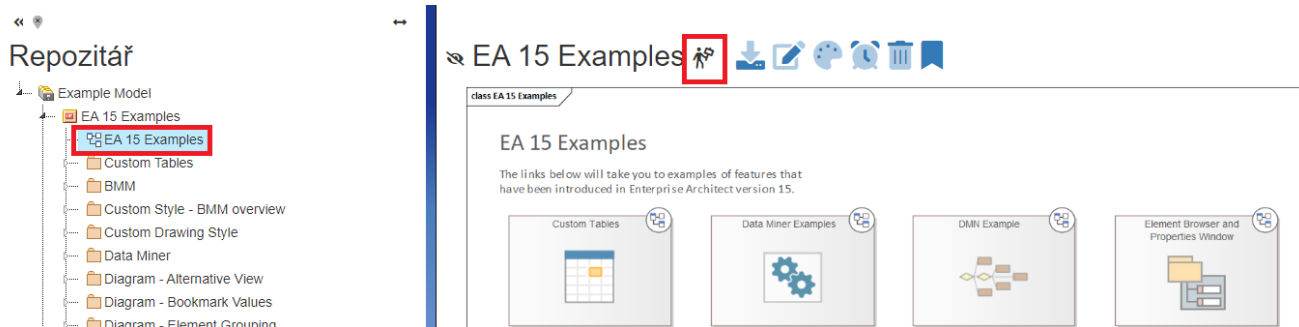 Repozitář
Example Model
EA 15 Examples
EA 15 Examples
Custom Tables
BMM
Custom Style - BMM overview
Custom Drawing Style
Data Miner
Diagram - Alternative View
Diagram - Bookmark Values
Diagram - Element Grouping
EA 15 Examples
class EA 15 Examples
EA 15 Examples
The links below will take you to examples of features that
have been introduced in Enterprise Architect version 15.
Custom Tables
Data Miner Examples
DMN Example
Element Browser and
Properties Window